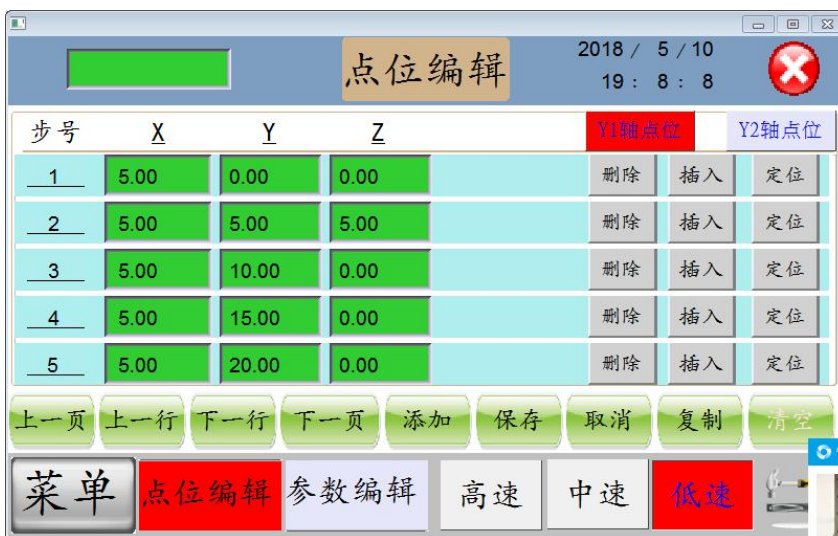 点位编辑
2018 / 5 / 10
19 : 8 : 8
步号 X Y Z Y1轴点位 Y2轴点位
1 5.00 0.00 0.00 删除 插入 定位
2 5.00 5.00 5.00 删除 插入 定位
3 5.00 10.00 0.00 删除 插入 定位
4 5.00 15.00 0.00 删除 插入 定位
5 5.00 20.00 0.00 删除 插入 定位
上一页 上一行 下一行 下一页 添加 保存 取消 复制 清空
菜单 点位编辑 参数编辑 高速 中速 低速